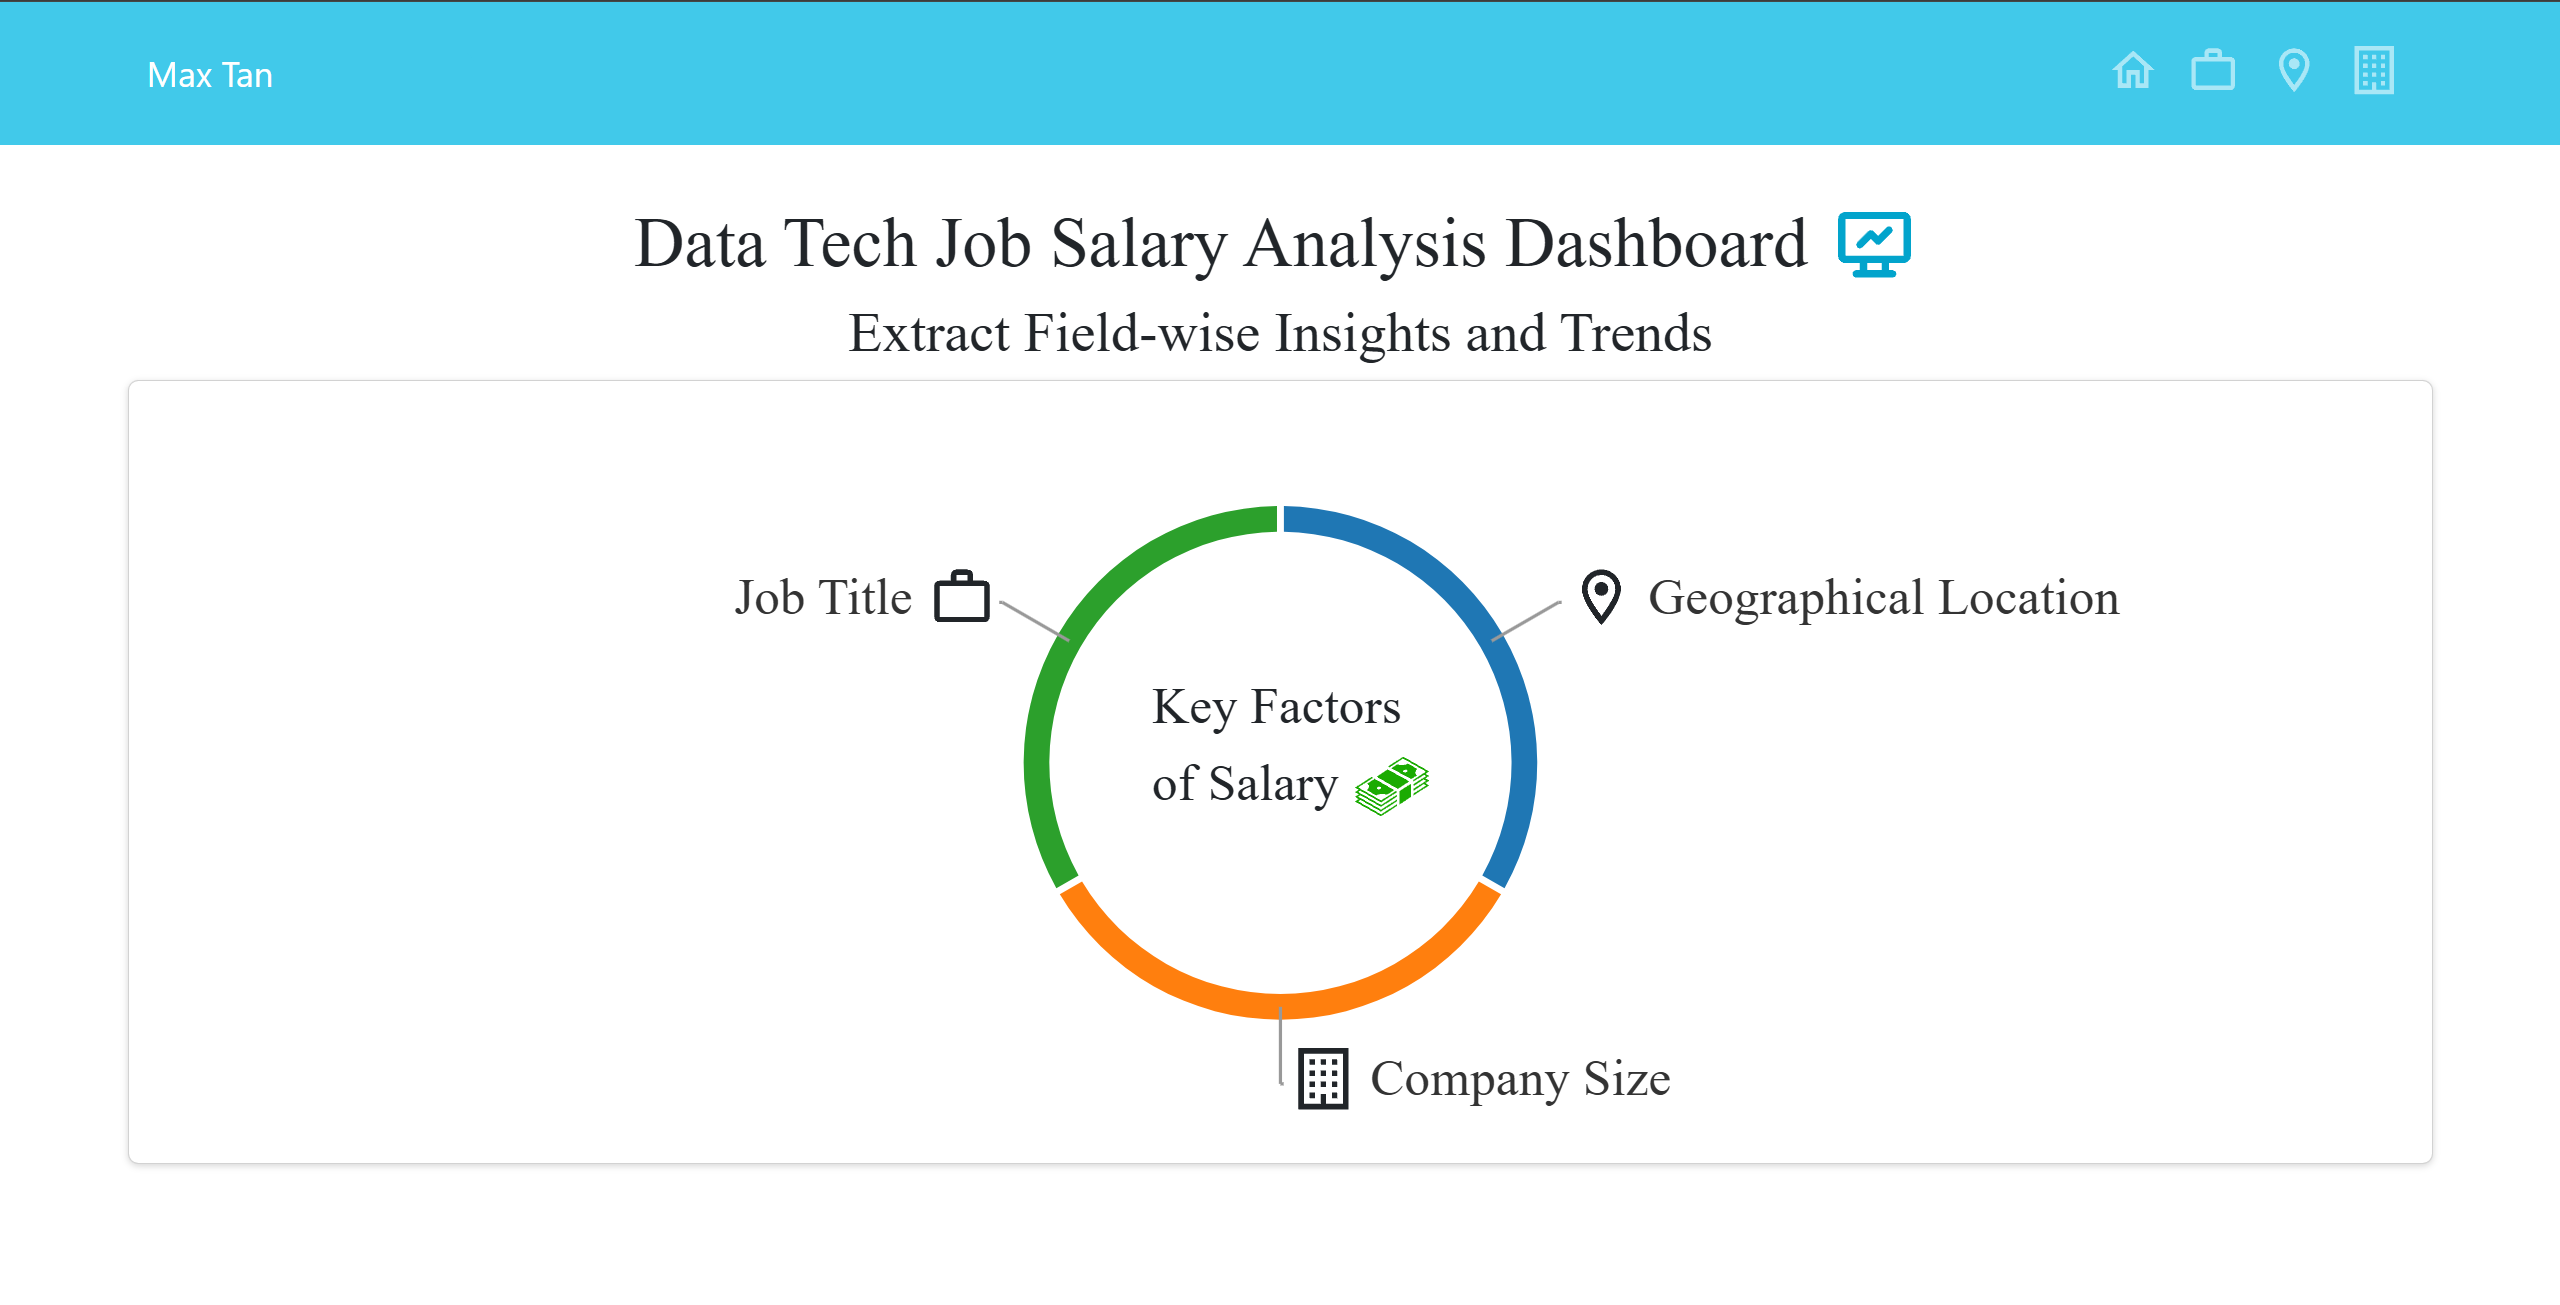 Max Tan
Data Tech Job Salary Analysis Dashboard
Extract Field-wise Insights and Trends
Job Title
Geographical Location
Key Factors
of Salary
Company Size